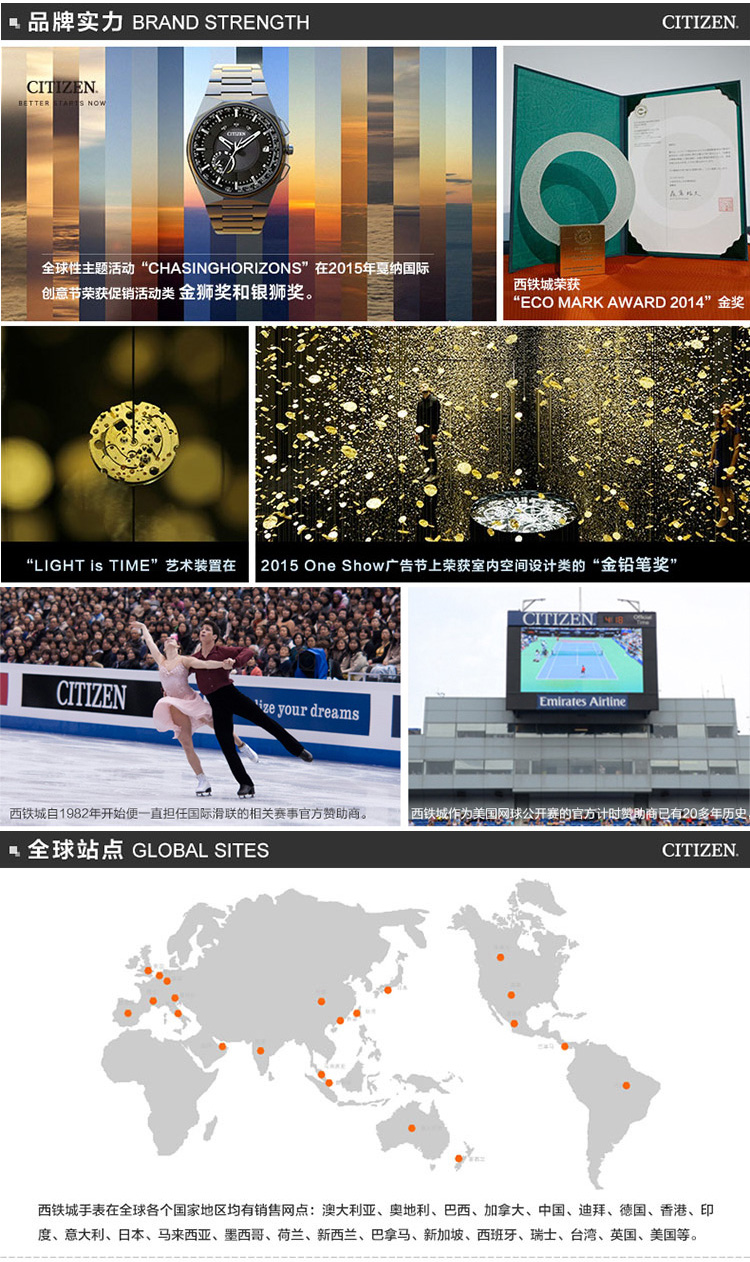 品牌实力 BRAND STRENGTH
CITIZEN.
CITIZEN.
BETTER STARTS NOW
CITIZEN
全球性主题活动“CHASINGHORIZONS”在2015年戛纳国际
创意节荣获促销活动类 金狮奖和银狮奖。
西铁城荣获
“ECO MARK AWARD 2014”金奖
“LIGHT is TIME”艺术装置在
2015 One Show广告节上荣获室内空间设计类的“金铅笔奖”
CITIZEN
lize your dreams
西铁城自1982年开始便一直担任国际滑联的相关赛事官方赞助商。
CITIZEN.
Official
Time
Emirates Airline
西铁城作为美国网球公开赛的官方计时赞助商已有20多年历史
全球站点 GLOBAL SITES
CITIZEN.
巴拿马
西铁城手表在全球各个国家地区均有销售网点：澳大利亚、奥地利、巴西、加拿大、中国、迪拜、德国、香港、印
度、意大利、日本、马来西亚、墨西哥、荷兰、新西兰、巴拿马、新加坡、西班牙、瑞士、台湾、英国、美国等。